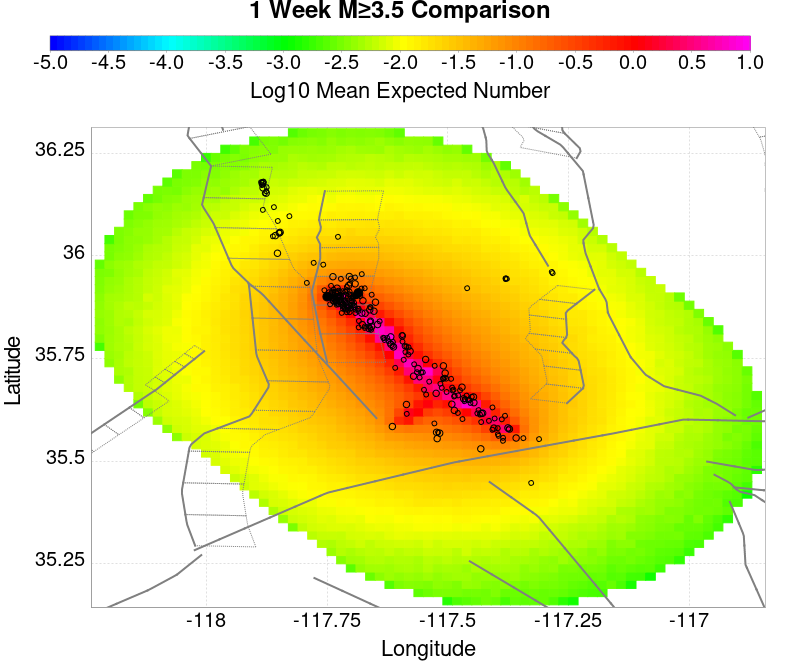 1 Week M≥3.5 Comparison
-5.0 -4.5 -4.0 -3.5 -3.0 -2.5 -2.0 -1.5 -1.0 -0.5 0.0 0.5 1.0
Log10 Mean Expected Number
36.25
36
35.75
35.5
35.25
Latitude
-118 -117.75 -117.5 -117.25 -117
Longitude